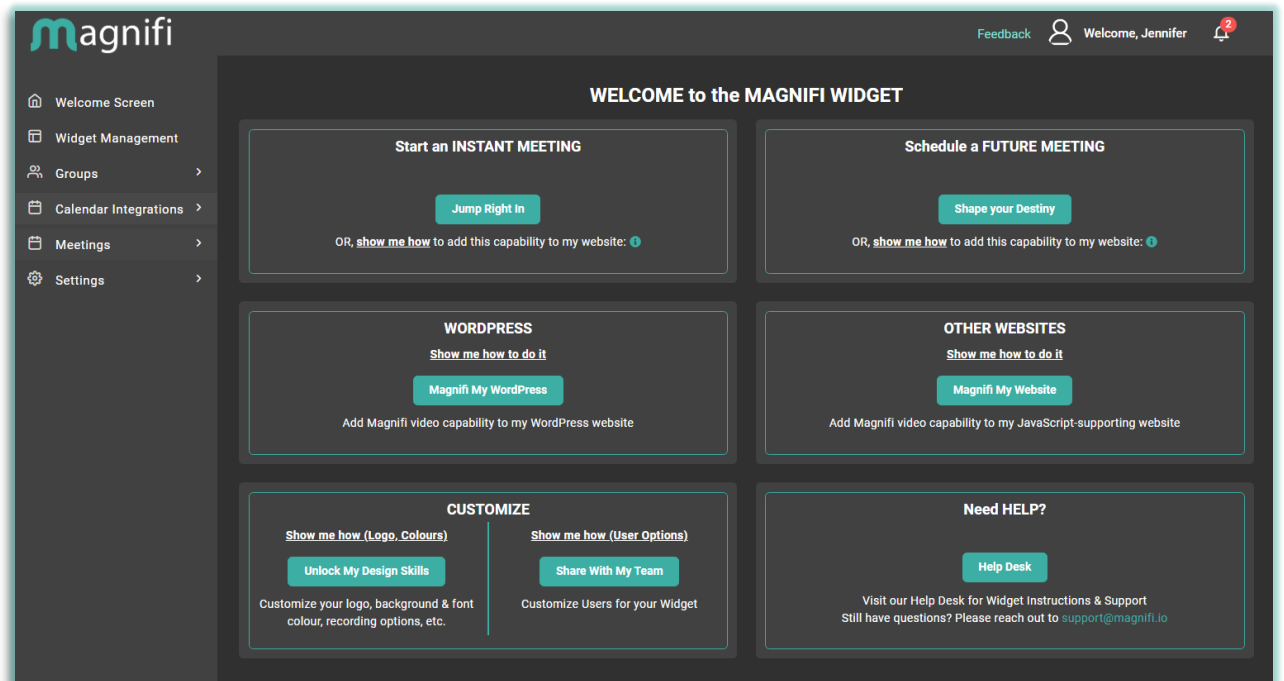 Magnifi
Feedback
Welcome, Jennifer
2
Welcome Screen
Widget Management
Groups
Calendar Integrations
Meetings
Settings
WELCOME to the MAGNIFI WIDGET
Start an INSTANT MEETING
Jump Right In
OR, show me how to add this capability to my website:
Schedule a FUTURE MEETING
Shape your Destiny
OR, show me how to add this capability to my website:
WORDPRESS
Show me how to do it
Magnifi My WordPress
Add Magnifi video capability to my WordPress website
OTHER WEBSITES
Show me how to do it
Magnifi My Website
Add Magnifi video capability to my JavaScript-supporting website
CUSTOMIZE
Show me how (Logo, Colours)
Unlock My Design Skills
Customize your logo, background & font
colour, recording options, etc.
Show me how (User Options)
Share With My Team
Customize Users for your Widget
Need HELP?
Help Desk
Visit our Help Desk for Widget Instructions & Support
Still have questions? Please reach out to support@magnifi.io